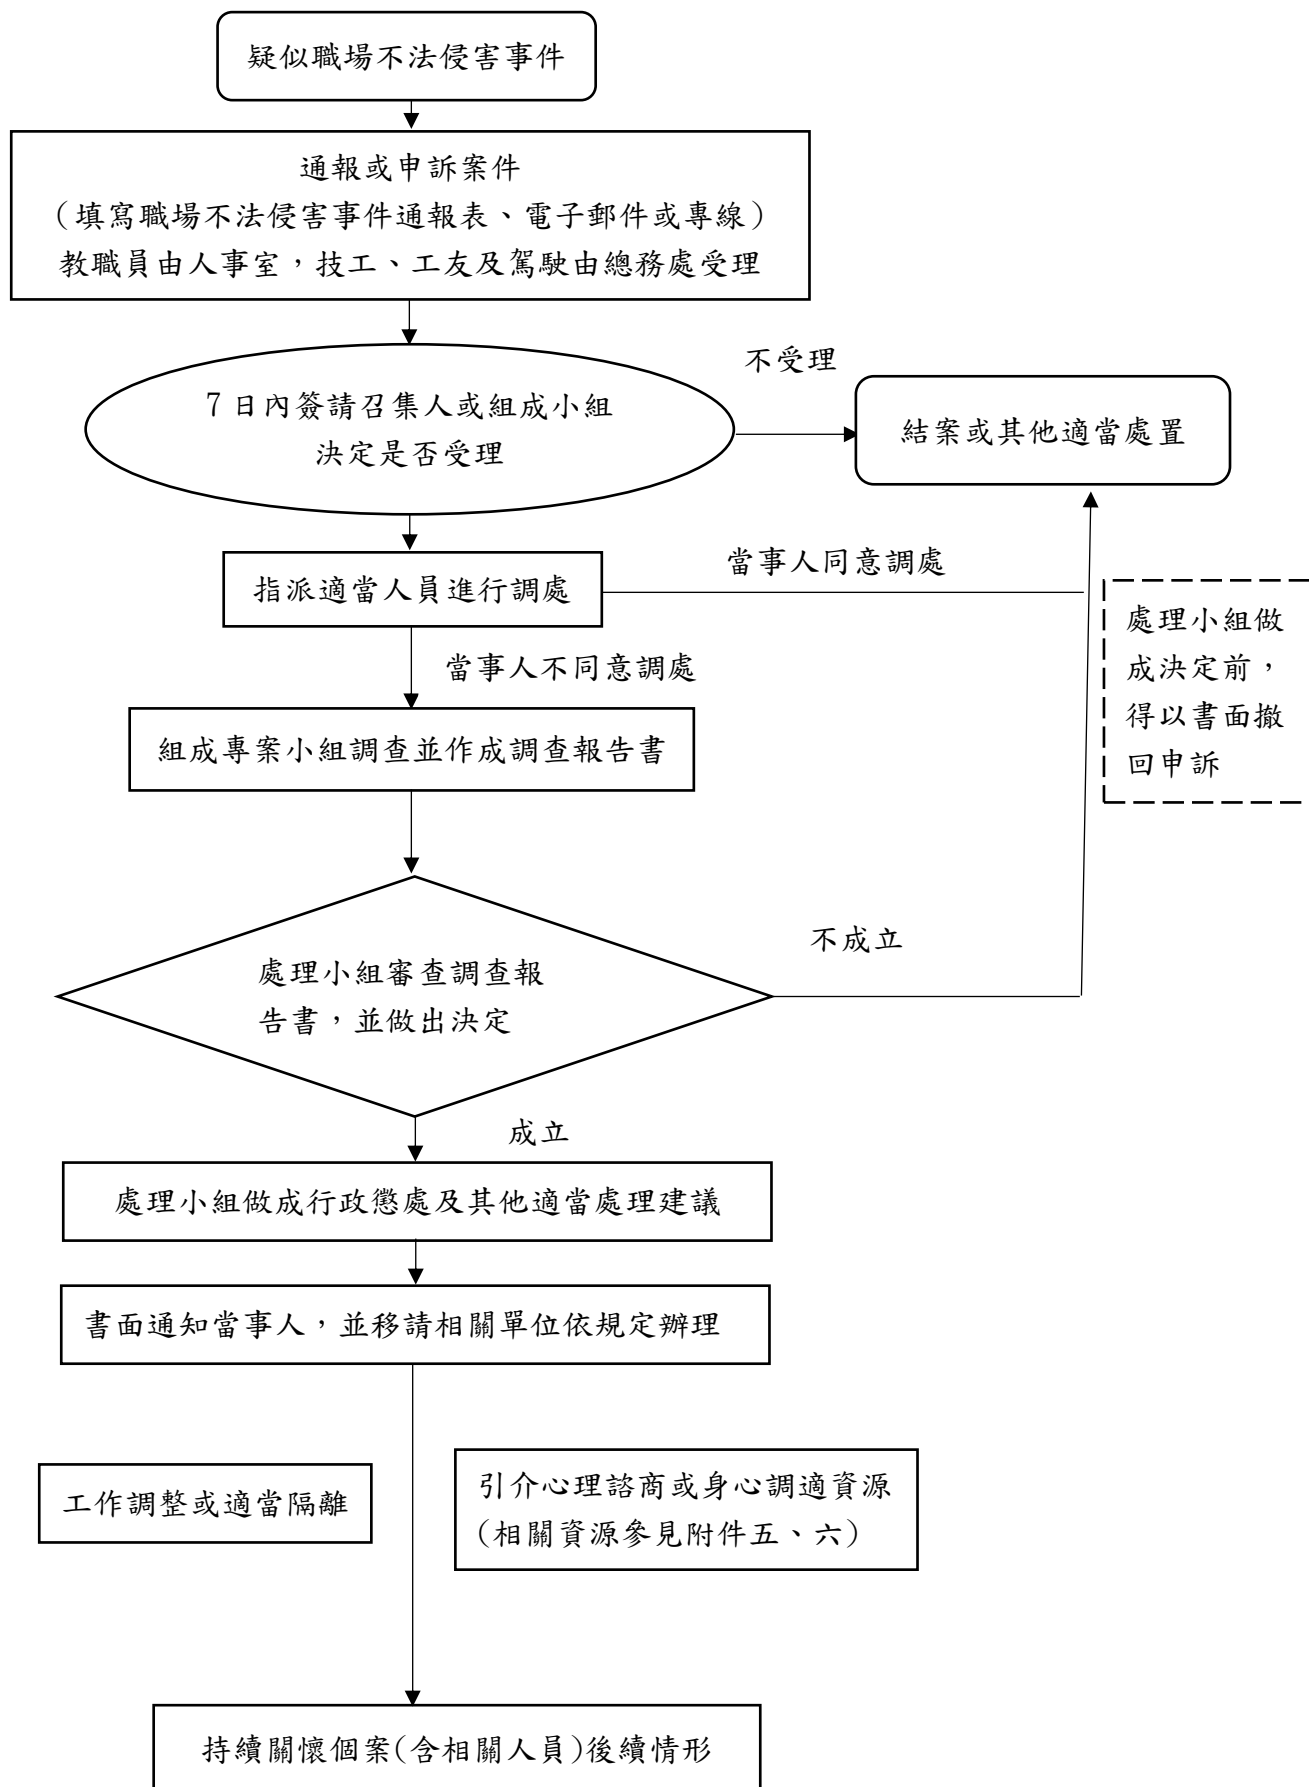 疑似職場不法侵害事件
通報或申訴案件
（填寫職場不法侵害事件通報表、電子郵件或專線）
教職員由人事室，技工、工友及駕駛由總務處受理
不受理
7 日內簽請召集人或組成小組
決定是否受理
結案或其他適當處置
當事人同意調處
指派適當人員進行調處
處理小組做
成決定前，
得以書面撤
回申訴
當事人不同意調處
組成專案小組調查並作成調查報告書
不成立
處理小組審查調查報
告書，並做出決定
成立
處理小組做成行政懲處及其他適當處理建議
書面通知當事人，並移請相關單位依規定辦理
工作調整或適當隔離
引介心理諮商或身心調適資源
(相關資源參見附件五、六)
持續關懷個案(含相關人員)後續情形